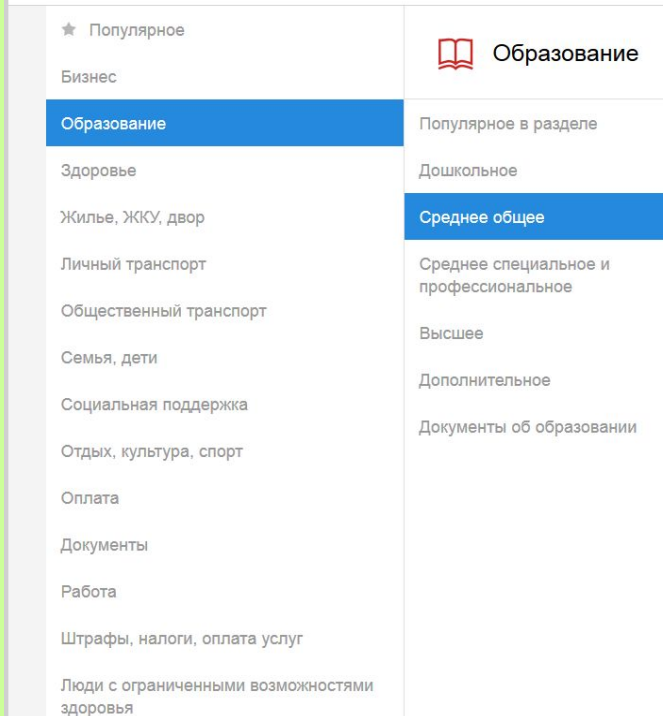 Популярное
Бизнес
Образование
Здоровье
Жилье, ЖКУ, двор
Личный транспорт
Общественный транспорт
Семья, дети
Социальная поддержка
Отдых, культура, спорт
Оплата
Документы
Работа
Штрафы, налоги, оплата услуг
Люди с ограниченными возможностями
здоровья
Образование
Популярное в разделе
Дошкольное
Среднее общее
Среднее специальное и
профессиональное
Высшее
Дополнительное
Документы об образовании